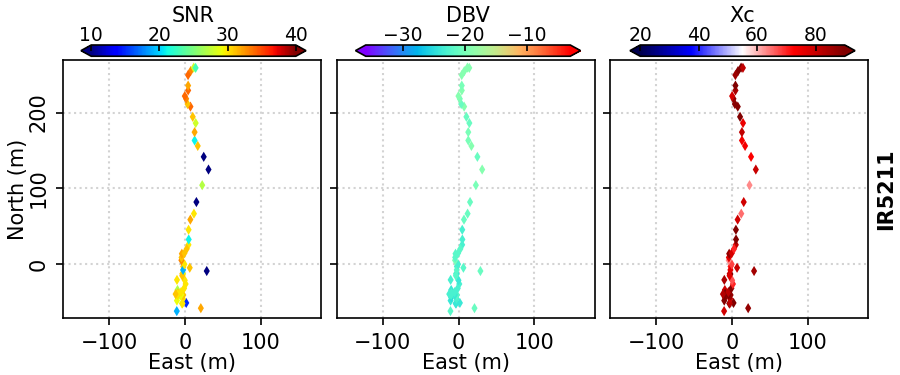 SNR DBV Xc
10 20 30 40 −30 −20 −10 20 40 60 80
200
100
0
North (m)
IR5211
−100 0 100 −100 0 100 −100 0 100
East (m) East (m) East (m)